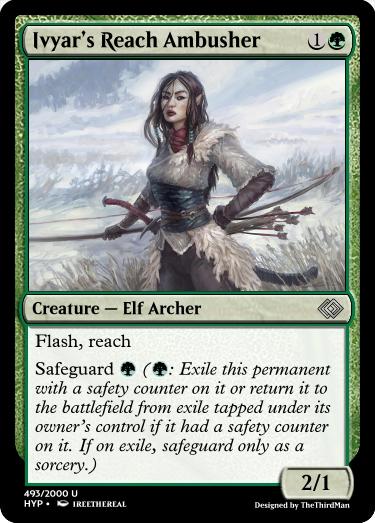 Ivyar's Reach Ambusher 1
Creature — Elf Archer
Flash, reach
Safeguard (: Exile this permanent
with a safety counter on it or return it to
the battlefield from exile tapped under its
owner's control if it had a safety counter
on it. If on exile, safeguard only as a
sorcery.)
2/1
493/2000 U
HYP • IREETHEREAL
Designed by TheThirdMan